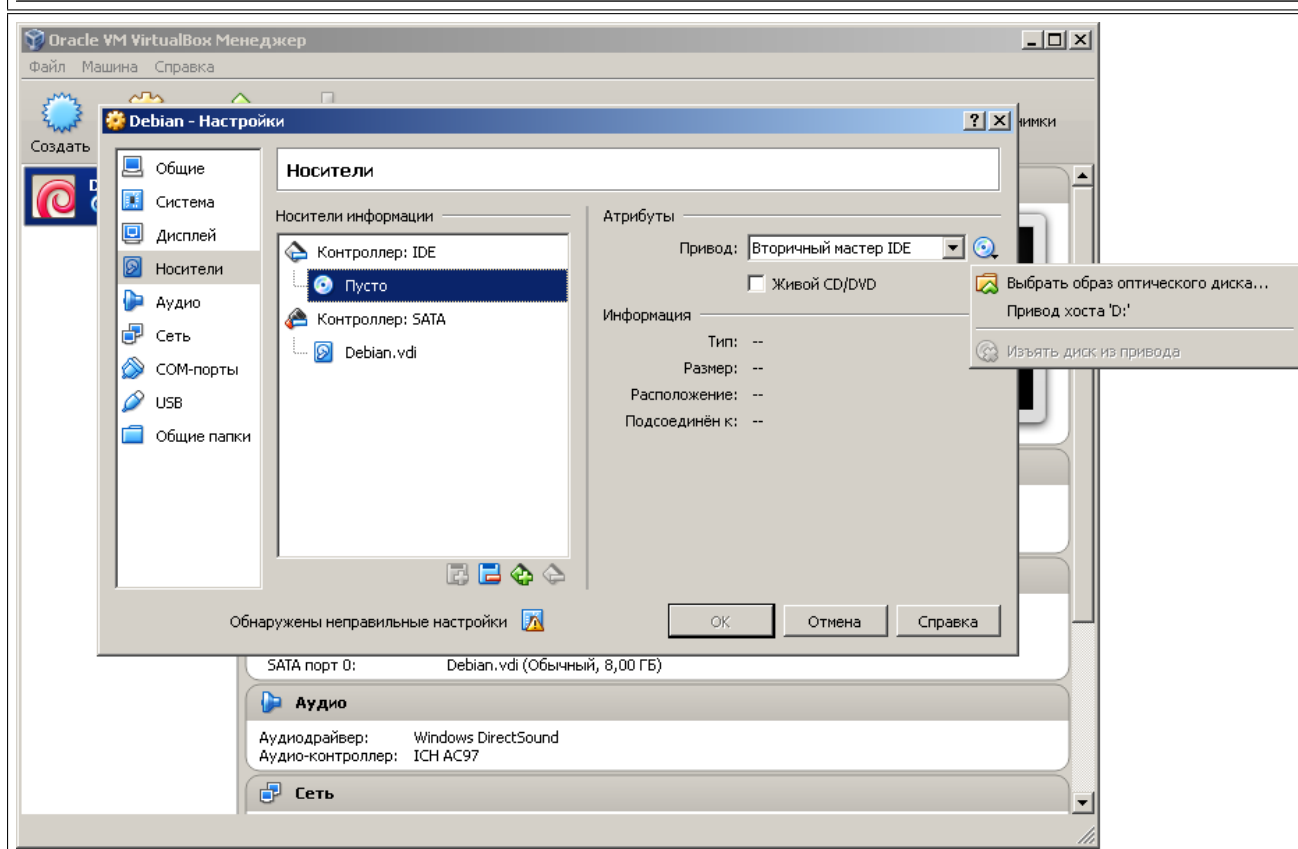 Oracle VM VirtualBox Менеджер
Файл Машина Справка
Создать
Debian - Настройки
Общие
Система
Дисплей
Носители
Аудио
Сеть
COM-порты
USB
Общие папки
Носители
Носители информации
Контроллер: IDE
Пусто
Контроллер: SATA
Debian.vdi
Атрибуты
Привод: Вторичный мастер IDE
Живой CD/DVD
Информация
Тип: --
Размер: --
Расположение: --
Подсоединён к: --
Выбрать образ оптического диска...
Привод хоста 'D:'
Изъять диск из привода
Обнаружены неправильные настройки
OK Отмена Справка
SATA порт 0: Debian.vdi (Обычный, 8,00 ГБ)
Аудио
Аудиодрайвер: Windows DirectSound
Аудио-контроллер: ICH AC97
Сеть